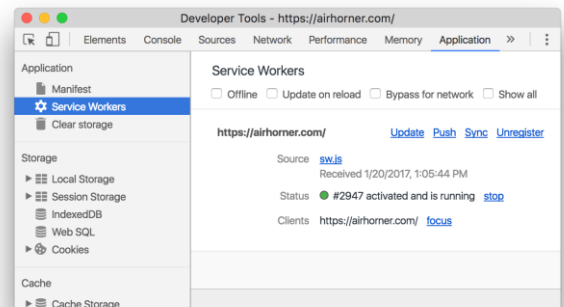 Developer Tools - https://airhorner.com/
Elements Console Sources Network Performance Memory Application »
Application
Manifest
Service Workers
Clear storage
Storage
Local Storage
Session Storage
IndexedDB
Web SQL
Cookies
Cache
Cache Storage
Service Workers
Offline Update on reload Bypass for network Show all
https://airhorner.com/ Update Push Sync Unregister
Source sw.js
Received 1/20/2017, 1:05:44 PM
Status #2947 activated and is running stop
Clients https://airhorner.com/ focus